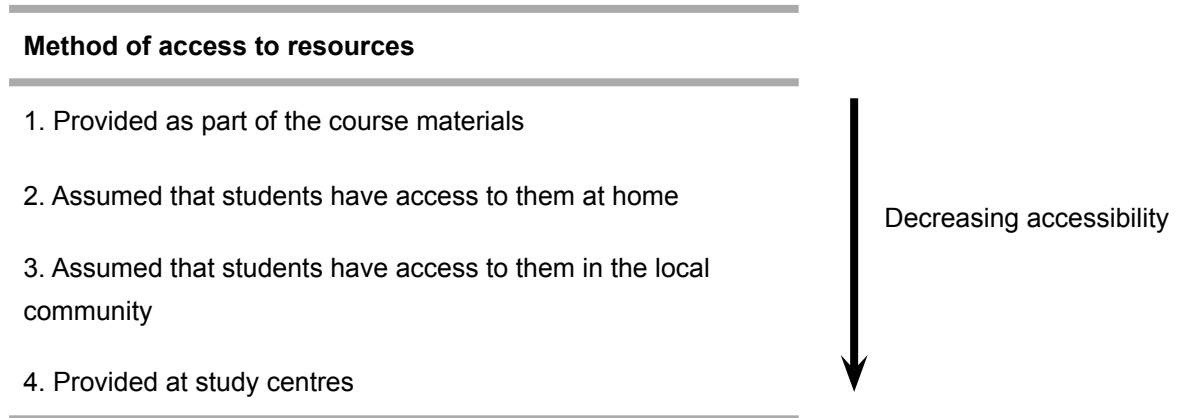 Method of access to resources
1. Provided as part of the course materials
2. Assumed that students have access to them at home
Decreasing accessibility
3. Assumed that students have access to them in the local
community
4. Provided at study centres